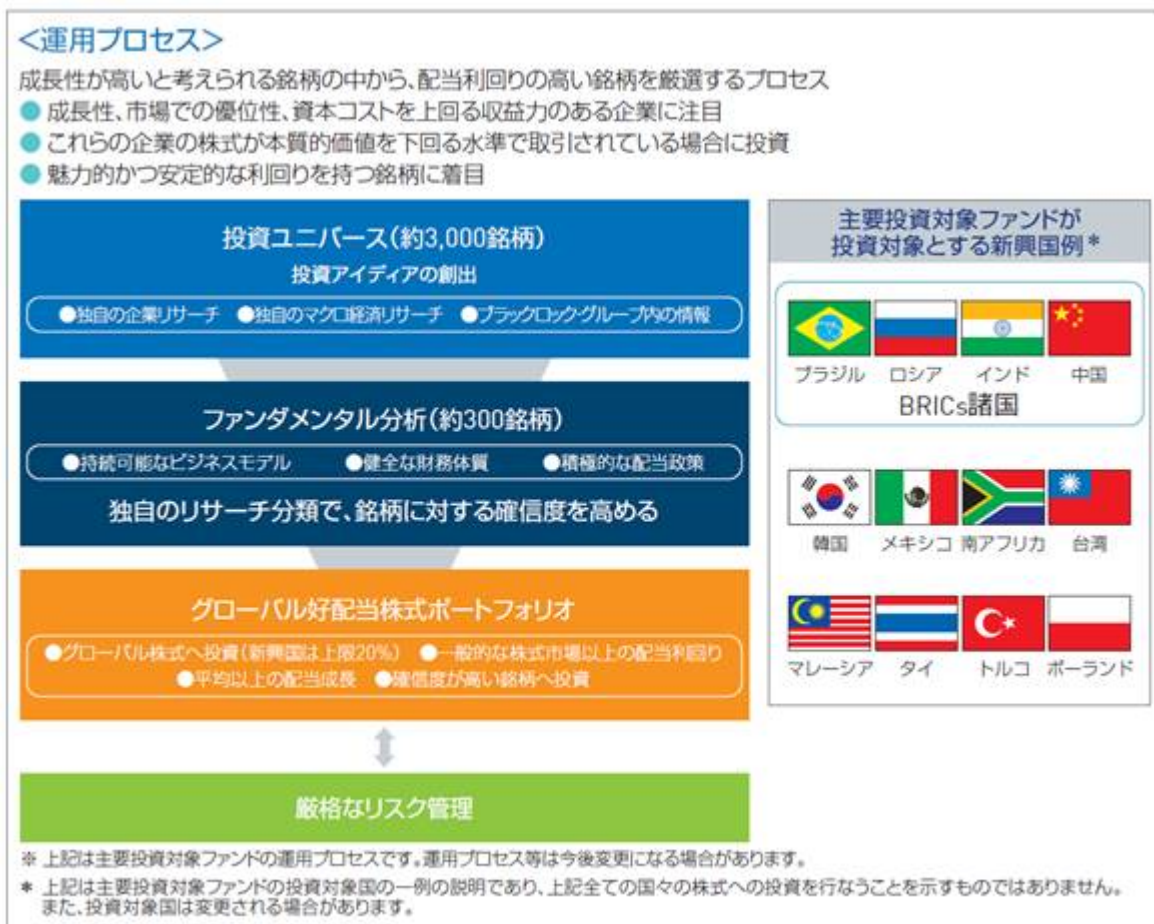 <運用プロセス>
成長性が高いと考えられる銘柄の中から、配当利回りの高い銘柄を厳選するプロセス
● 成長性、市場での優位性、資本コストを上回る収益力のある企業に注目
● これらの企業の株式が本質的価値を下回る水準で取引されている場合に投資
● 魅力的かつ安定的な利回りを持つ銘柄に着目
投資ユニバース(約3,000銘柄)
投資アイディアの創出
●独自の企業リサーチ ●独自のマクロ経済リサーチ ●ブラックロック・グループ内の情報
ファンダメンタル分析(約300銘柄)
●持続可能なビジネスモデル ●健全な財務体質 ●積極的な配当政策
独自のリサーチ分類で、銘柄に対する確信度を高める
グローバル好配当株式ポートフォリオ
●グローバル株式へ投資(新興国は上限20%) ●一般的な株式市場以上の配当利回り
●平均以上の配当成長 ●確信度が高い銘柄へ投資
厳格なリスク管理
主要投資対象ファンドが
投資対象とする新興国例*
ブラジル ロシア インド 中国
BRICs諸国
韓国 メキシコ 南アフリカ 台湾
マレーシア タイ トルコ ポーランド
※ 上記は主要投資対象ファンドの運用プロセスです。運用プロセス等は今後変更になる場合があります。
* 上記は主要投資対象ファンドの投資対象国の一例の説明であり、上記全ての国々の株式への投資を行なうことを示すものではありません。
また、投資対象国は変更される場合があります。